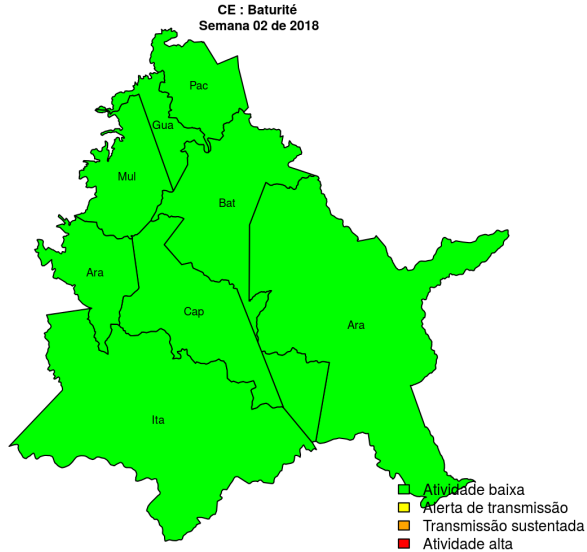 CE : Baturité
Semana 02 de 2018
Pac
Gua
Mul
Bat
Ara
Cap
Ara
Ita
Atividade baixa
Alerta de transmissão
Transmissão sustentada
Atividade alta